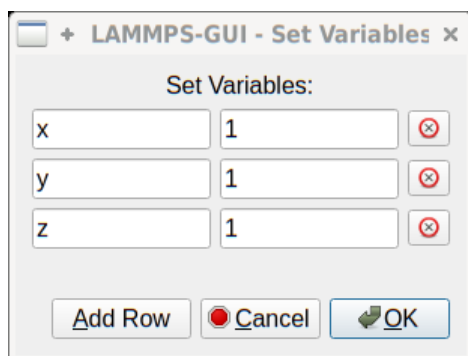 LAMMPS-GUI - Set Variables
Set Variables:
x 1
y 1
z 1
Add Row Cancel OK